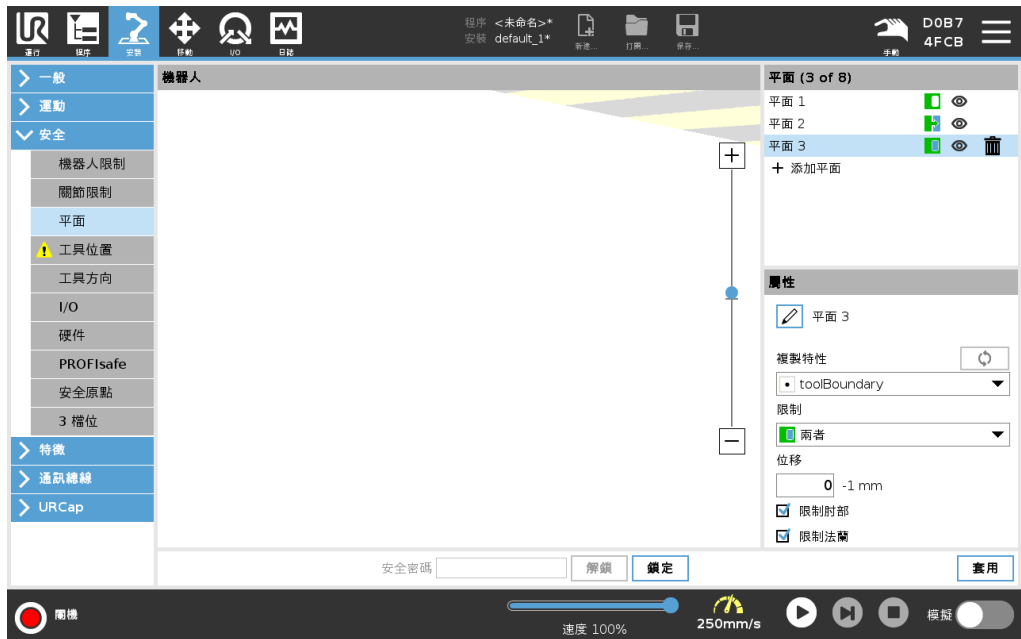 UR
運行
程序
安裝
移動
I/O
日誌
程序 <未命名>*
安裝 default_1*
新建...
打開...
保存...
手動
D0B7
4FCB
一般
運動
安全
機器人限制
關節限制
平面
工具位置
工具方向
I/O
硬件
PROFIsafe
安全原點
3 檔位
特徵
通訊總線
URCap
機器人
平面 (3 of 8)
平面 1
平面 2
平面 3
添加平面
屬性
平面 3
複製特性
toolBoundary
限制
兩者
位移
0 -1 mm
限制肘部
限制法蘭
安全密碼
解鎖
鎖定
套用
關機
速度 100%
250mm/s
模擬